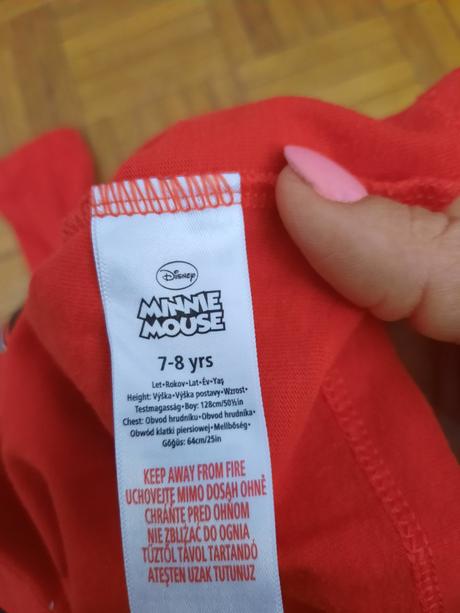 Disney
MINNIE
MOUSE
7-8 yrs
Let•Rokov•Lat•Év•Yaş
Height: Výška•Výška postavy•Wzrost•
Testmagasság•Boy: 128cm/50½in
Chest: Obvod hrudníku•Obvod hrudníka•
Obwód klatki piersiowej•Mellbőség•
Göğüs: 64cm/25in
KEEP AWAY FROM FIRE
UCHOVEJTE MIMO DOSAH OHNĚ
CHRÁŇTE PRED OHŇOM
NIE ZBLIŻAĆ DO OGNIA
TŰZTŐL TÁVOL TARTANDÓ
ATEŞTEN UZAK TUTUNUZ